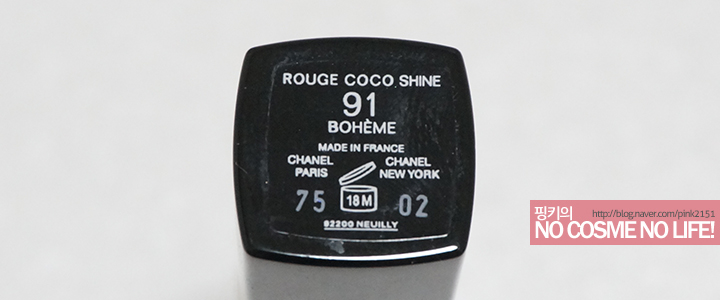 ROUGE COCO SHINE
91
BOHÈME
MADE IN FRANCE
CHANEL PARIS
CHANEL NEW YORK
75 18M 02
92200 NEUILLY
핑키의 http://blog.naver.com/pink2151
NO COSME NO LIFE!